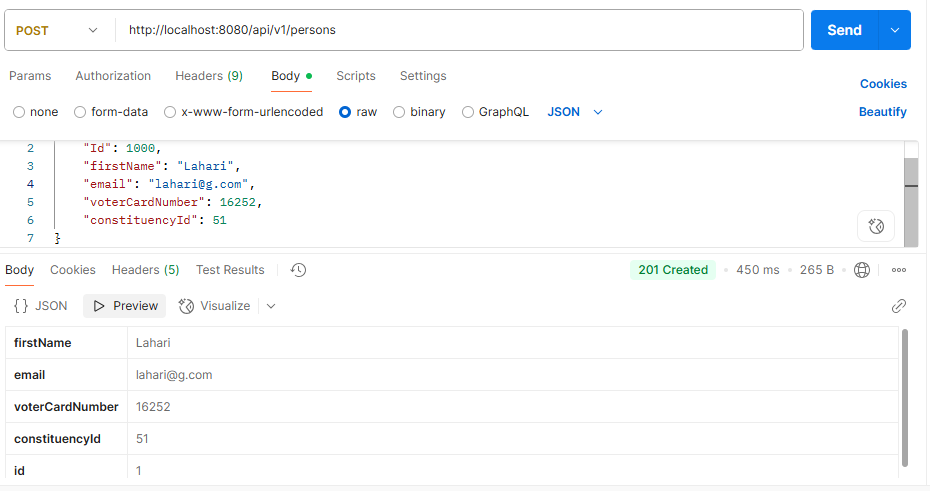 POST http://localhost:8080/api/v1/persons Send
Params Authorization Headers (9) Body Scripts Settings Cookies
none form-data x-www-form-urlencoded raw binary GraphQL JSON Beautify
2 "Id": 1000,
3 "firstName": "Lahari",
4 "email": "lahari@g.com",
5 "voterCardNumber": 16252,
6 "constituencyId": 51
7 }
Body Cookies Headers (5) Test Results 201 Created 450 ms 265 B
{} JSON Preview Visualize
firstName Lahari
email lahari@g.com
voterCardNumber 16252
constituencyId 51
id 1